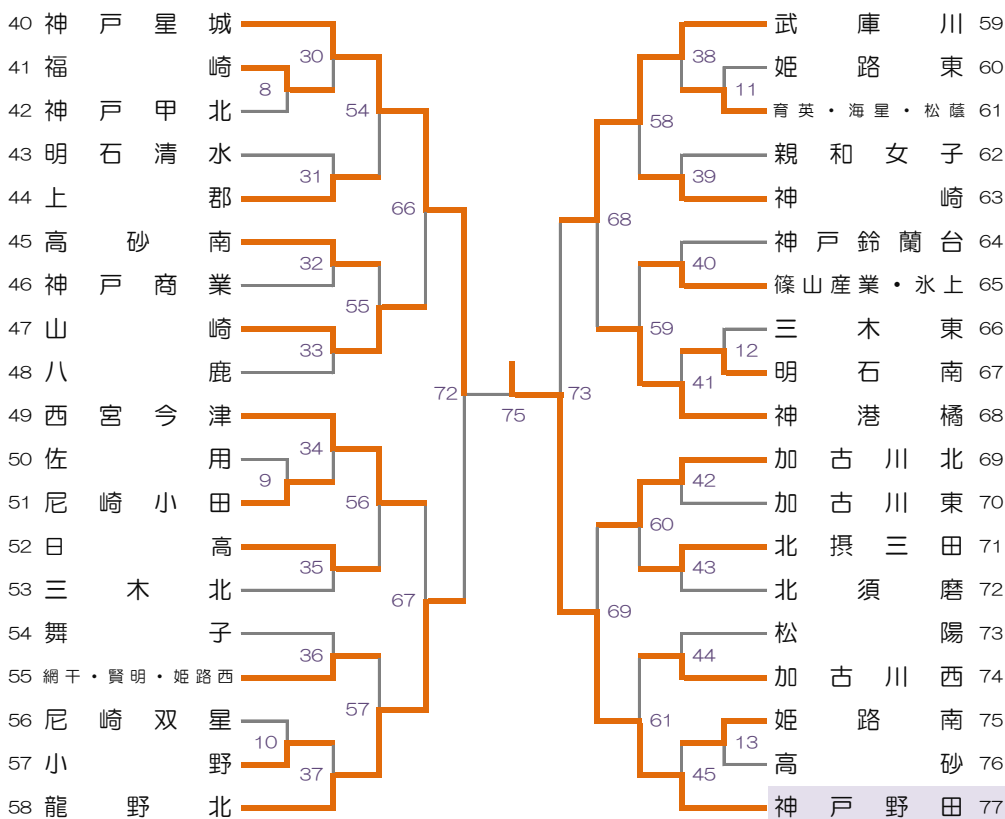 40 神戸星城
41 福崎
42 神戸甲北
43 明石清水
44 上郡
45 高砂南
46 神戸商業
47 山崎
48 八鹿
49 西宮今津
50 佐用
51 尼崎小田
52 日高
53 三木北
54 舞子
55 網干・賢明・姫路西
56 尼崎双星
57 小野
58 龍野北
8
9
10
30
31
32
33
34
35
36
37
54
55
56
57
66
67
72
75
73
68
69
58
59
60
61
38
39
40
41
42
43
44
45
11
12
13
武庫川 59
姫路東 60
育英・海星・松蔭 61
親和女子 62
神崎 63
神戸鈴蘭台 64
篠山産業・氷上 65
三木東 66
明石南 67
神港橘 68
加古川北 69
加古川東 70
北摂三田 71
北須磨 72
松陽 73
加古川西 74
姫路南 75
高砂 76
神戸野田 77